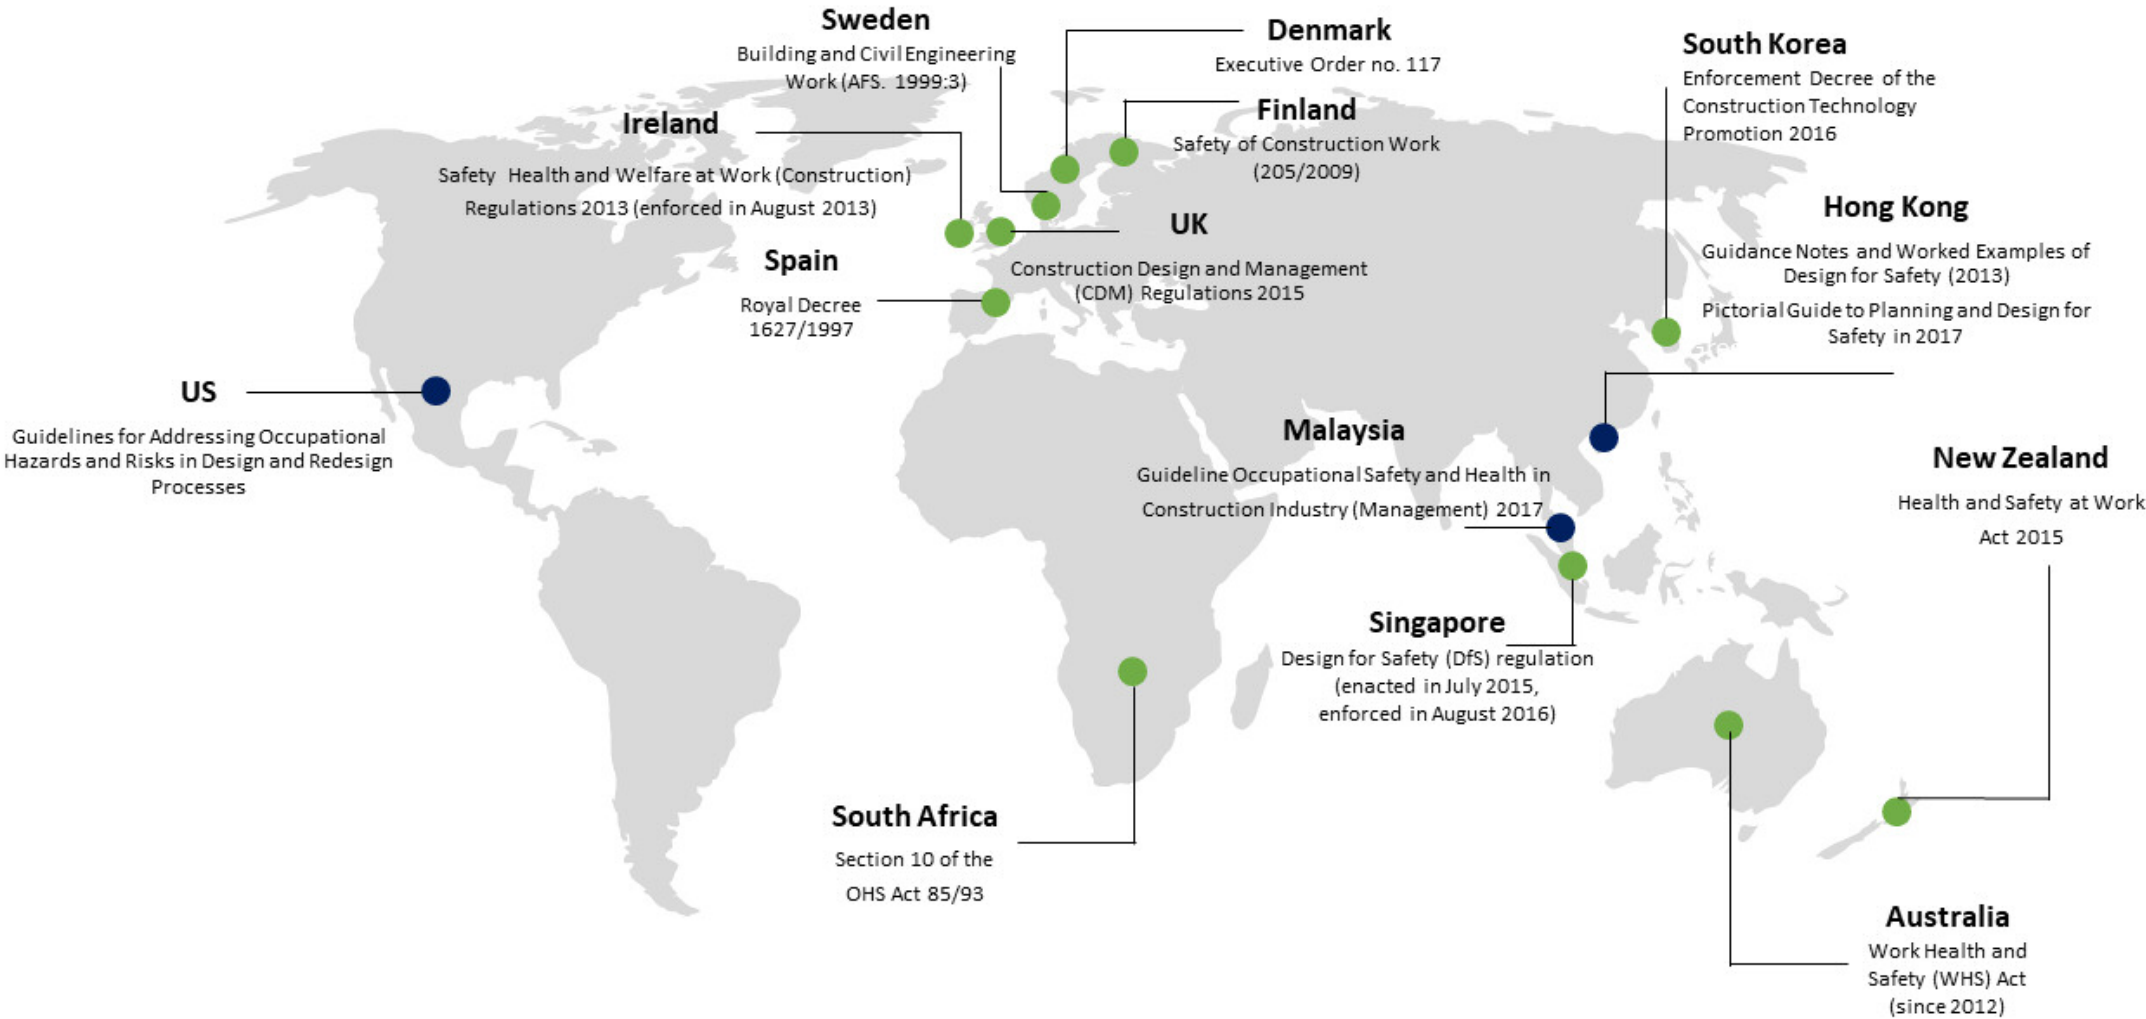 Sweden
Building and Civil Engineering
Work (AFS. 1999:3)
Denmark
Executive Order no. 117
South Korea
Enforcement Decree of the
Construction Technology
Promotion 2016
Ireland
Safety Health and Welfare at Work (Construction)
Regulations 2013 (enforced in August 2013)
Finland
Safety of Construction Work
(205/2009)
Hong Kong
Guidance Notes and Worked Examples of
Design for Safety (2013)
Pictorial Guide to Planning and Design for
Safety in 2017
UK
Construction Design and Management
(CDM) Regulations 2015
Spain
Royal Decree
1627/1997
US
Guidelines for Addressing Occupational
Hazards and Risks in Design and Redesign
Processes
Malaysia
Guideline Occupational Safety and Health in
Construction Industry (Management) 2017
New Zealand
Health and Safety at Work
Act 2015
Singapore
Design for Safety (DfS) regulation
(enacted in July 2015,
enforced in August 2016)
South Africa
Section 10 of the
OHS Act 85/93
Australia
Work Health and
Safety (WHS) Act
(since 2012)